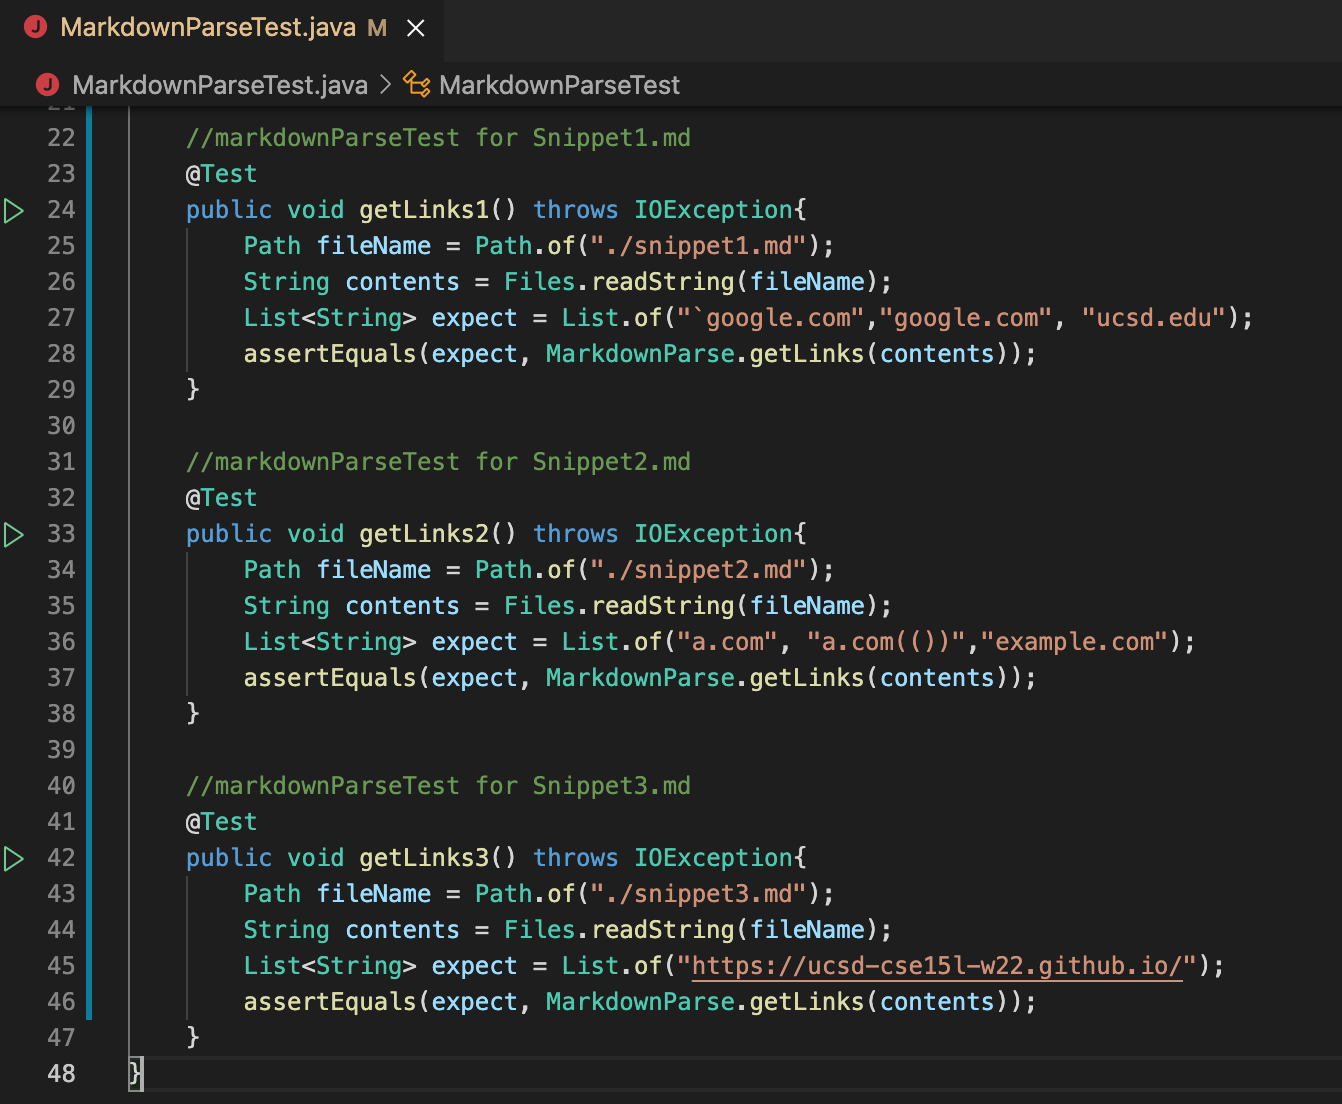 J MarkdownParseTest.java M ×
J MarkdownParseTest.java > MarkdownParseTest
21
22 //markdownParseTest for Snippet1.md
23 @Test
24 public void getLinks1() throws IOException{
25 Path fileName = Path.of("./snippet1.md");
26 String contents = Files.readString(fileName);
27 List<String> expect = List.of("`google.com","google.com", "ucsd.edu");
28 assertEquals(expect, MarkdownParse.getLinks(contents));
29 }
30
31 //markdownParseTest for Snippet2.md
32 @Test
33 public void getLinks2() throws IOException{
34 Path fileName = Path.of("./snippet2.md");
35 String contents = Files.readString(fileName);
36 List<String> expect = List.of("a.com", "a.com(())","example.com");
37 assertEquals(expect, MarkdownParse.getLinks(contents));
38 }
39
40 //markdownParseTest for Snippet3.md
41 @Test
42 public void getLinks3() throws IOException{
43 Path fileName = Path.of("./snippet3.md");
44 String contents = Files.readString(fileName);
45 List<String> expect = List.of("https://ucsd-cse15l-w22.github.io/");
46 assertEquals(expect, MarkdownParse.getLinks(contents));
47 }
48 }